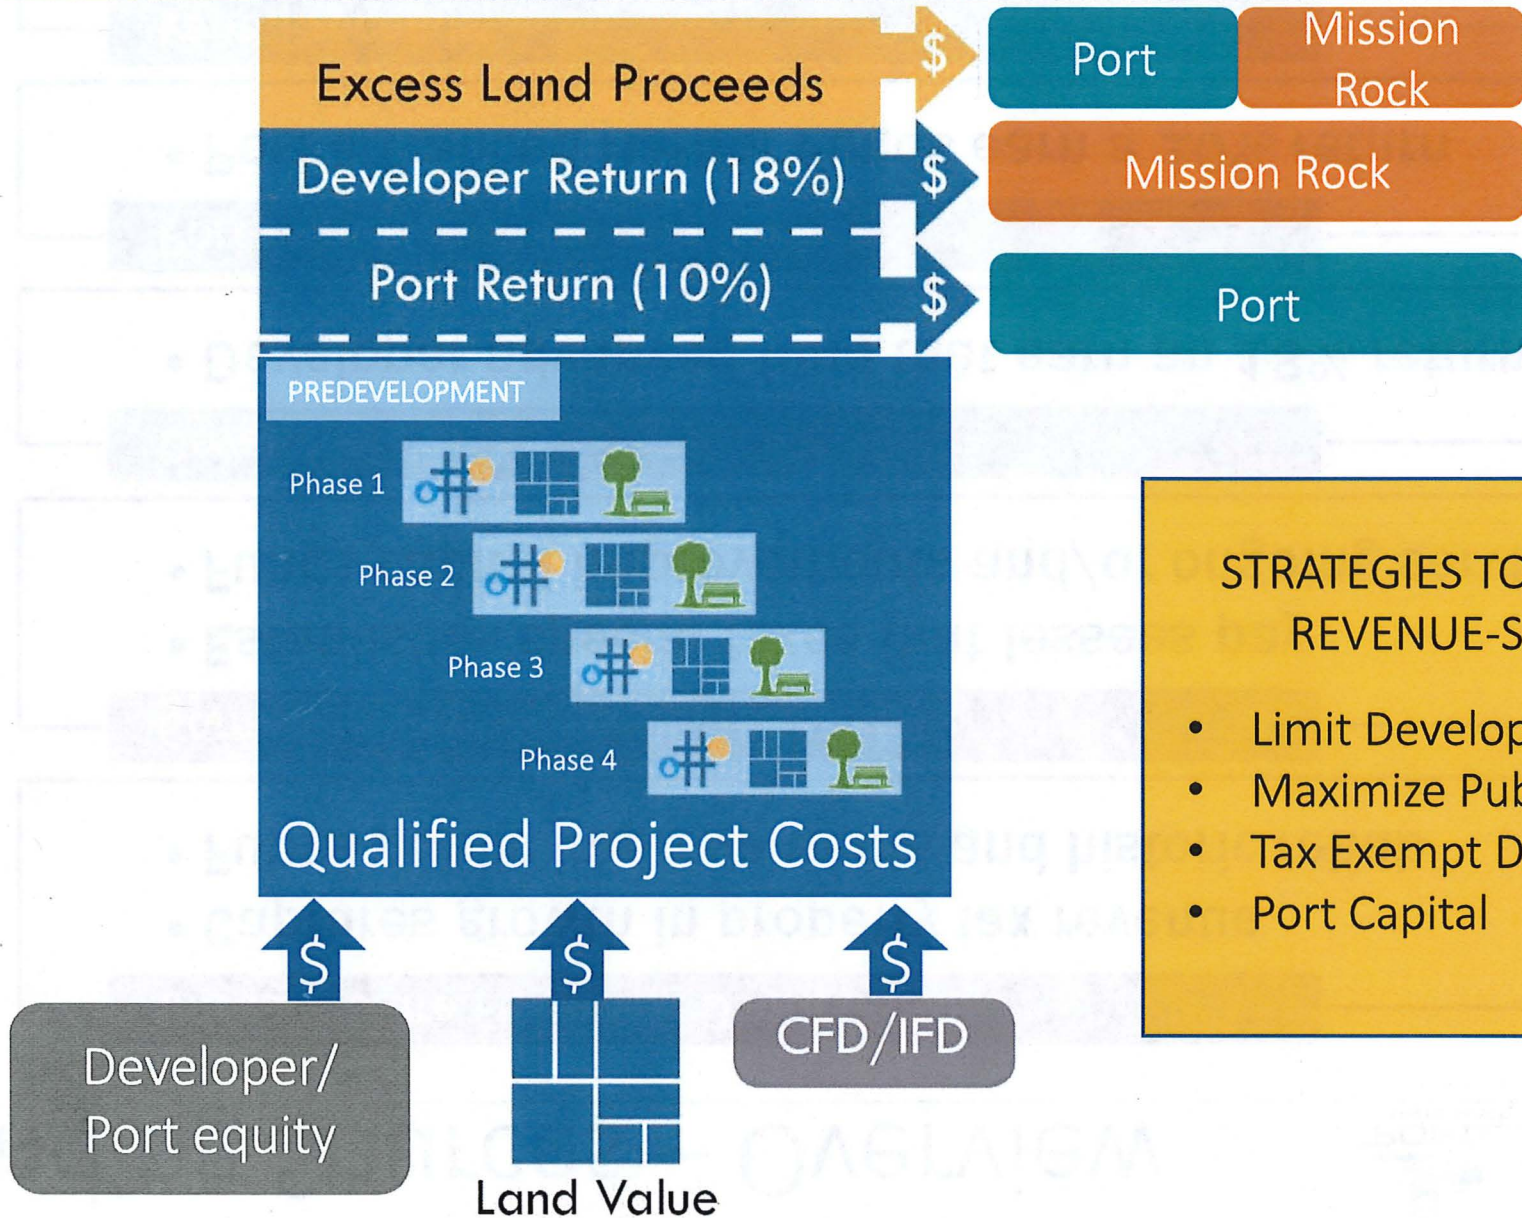 Excess Land Proceeds
$
Port
Mission
Rock
Developer Return (18%)
$
Mission Rock
Port Return (10%)
$
Port
PREDEVELOPMENT
Phase 1
Phase 2
Phase 3
Phase 4
Qualified Project Costs
$
$
$
Developer/
Port equity
Land Value
CFD/IFD
STRATEGIES TO
REVENUE-S
• Limit Develop
• Maximize Pub
• Tax Exempt D
• Port Capital